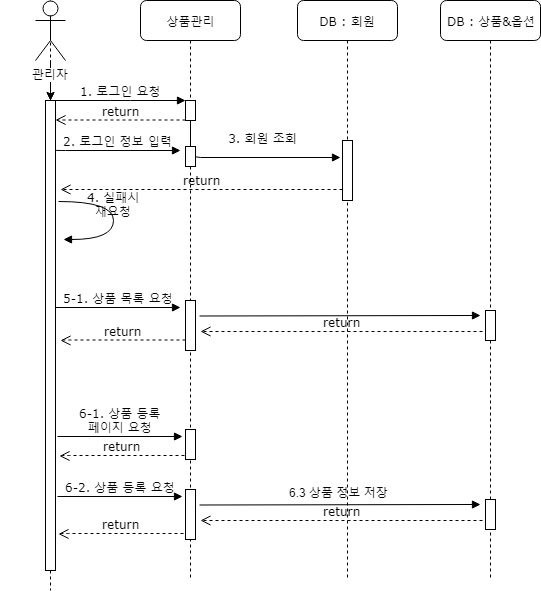 상품관리
DB : 회원
DB : 상품&옵션
관리자
1. 로그인 요청
return
2. 로그인 정보 입력
3. 회원 조회
return
4. 실패시
재요청
5-1. 상품 목록 요청
return
return
6-1. 상품 등록
페이지 요청
return
6-2. 상품 등록 요청
6.3 상품 정보 저장
return
return